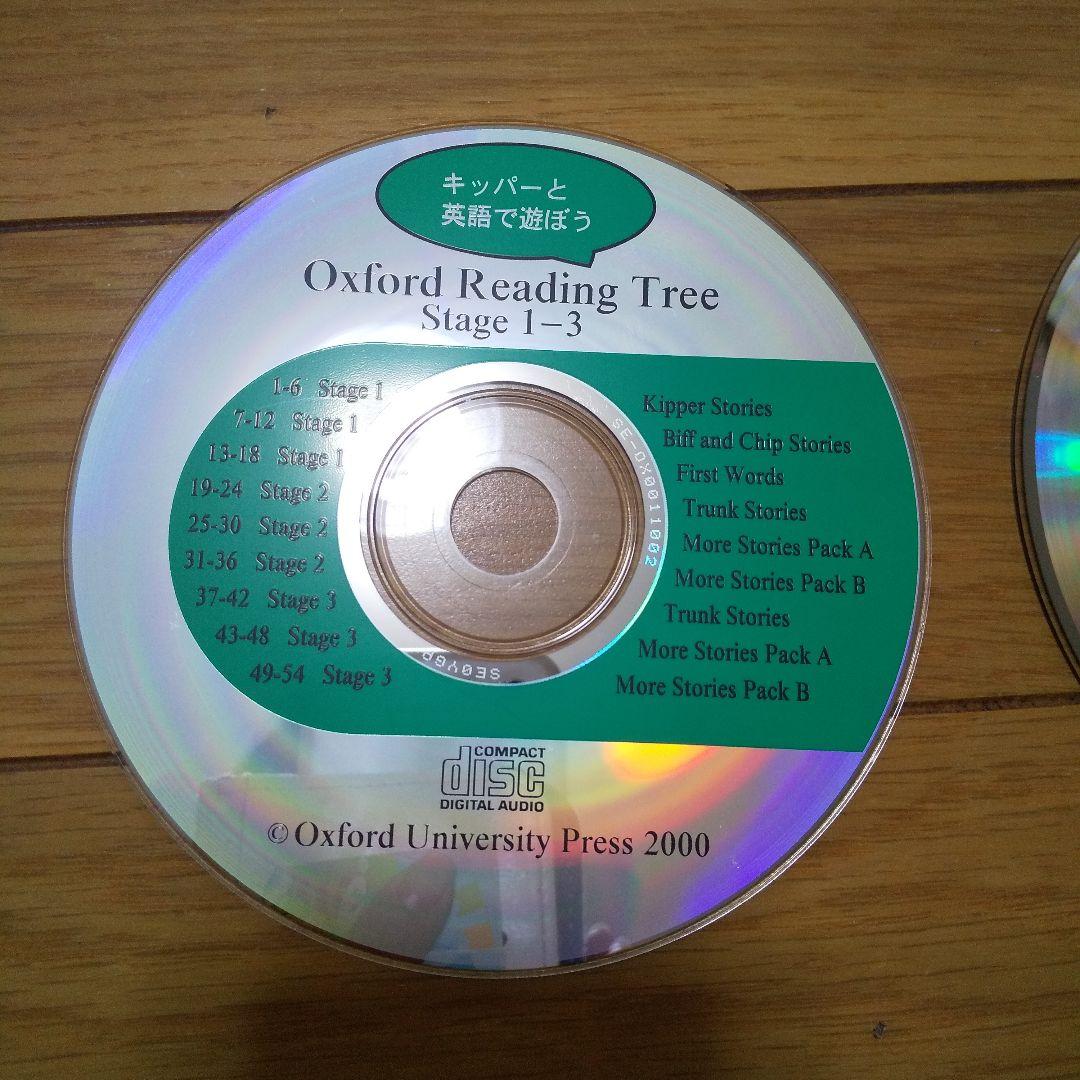 キッパーと
英語で遊ぼう
Oxford Reading Tree
Stage 1-3
1-6 Stage 1 Kipper Stories
7-12 Stage 1 Biff and Chip Stories
13-18 Stage 1 First Words
19-24 Stage 2 Trunk Stories
25-30 Stage 2 More Stories Pack A
31-36 Stage 2 More Stories Pack B
37-42 Stage 3 Trunk Stories
43-48 Stage 3 More Stories Pack A
49-54 Stage 3 More Stories Pack B
SE-OX0011002
COMPACT
disc
DIGITAL AUDIO
© Oxford University Press 2000